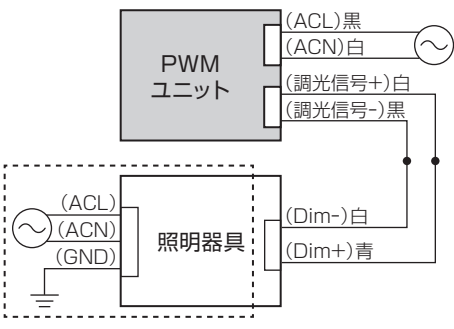 (ACL)黒
(ACN)白
PWM
ユニット
(調光信号+)白
(調光信号-)黒
(ACL)
(ACN)
(GND)
照明器具
(Dim-)白
(Dim+)青